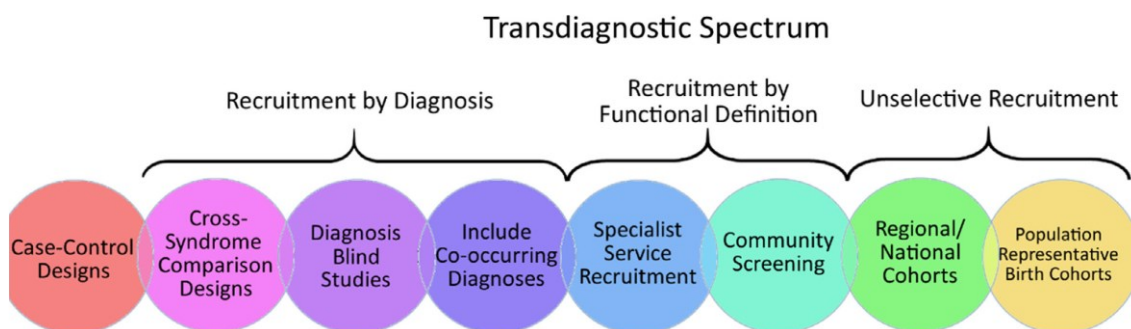 Transdiagnostic Spectrum
Recruitment by Diagnosis
Recruitment by
Functional Definition
Unselective Recruitment
Case-Control
Designs
Cross-
Syndrome
Comparison
Designs
Diagnosis
Blind
Studies
Include
Co-occurring
Diagnoses
Specialist
Service
Recruitment
Community
Screening
Regional/
National
Cohorts
Population
Representative
Birth Cohorts